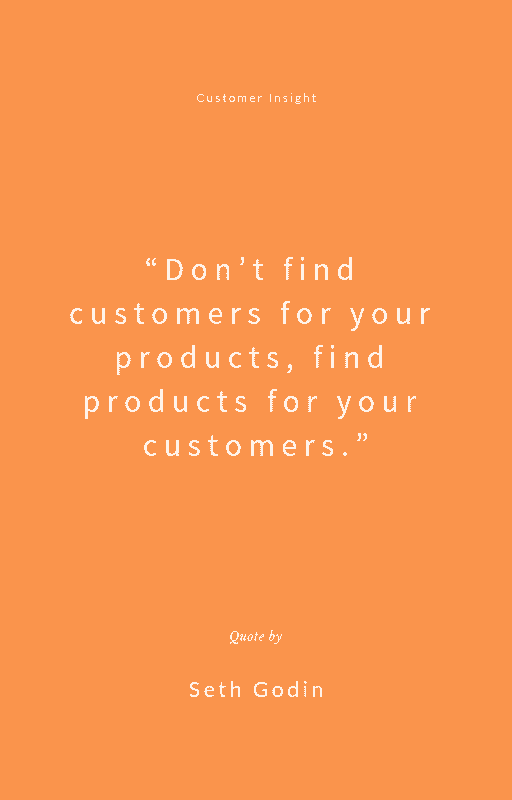 Customer Insight
“Don’t find
customers for your
products, find
products for your
customers.”
Quote by
Seth Godin